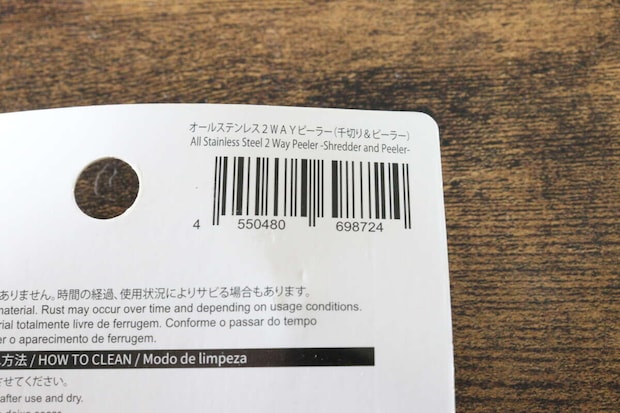 オールステンレス2WAYピーラー(千切り&ピーラー)
All Stainless Steel 2 Way Peeler -Shredder and Peeler-
4 550480 698724
ありません。時間の経過、使用状況によりサビる場合もあります。
material. Rust may occur over time and depending on usage conditions.
rial totalmente livre de ferrugem. Conforme o passar do tempo
er o aparecimento de ferrugem.
方法 / HOW TO CLEAN / Modo de limpeza
させてください。
after use and dry.